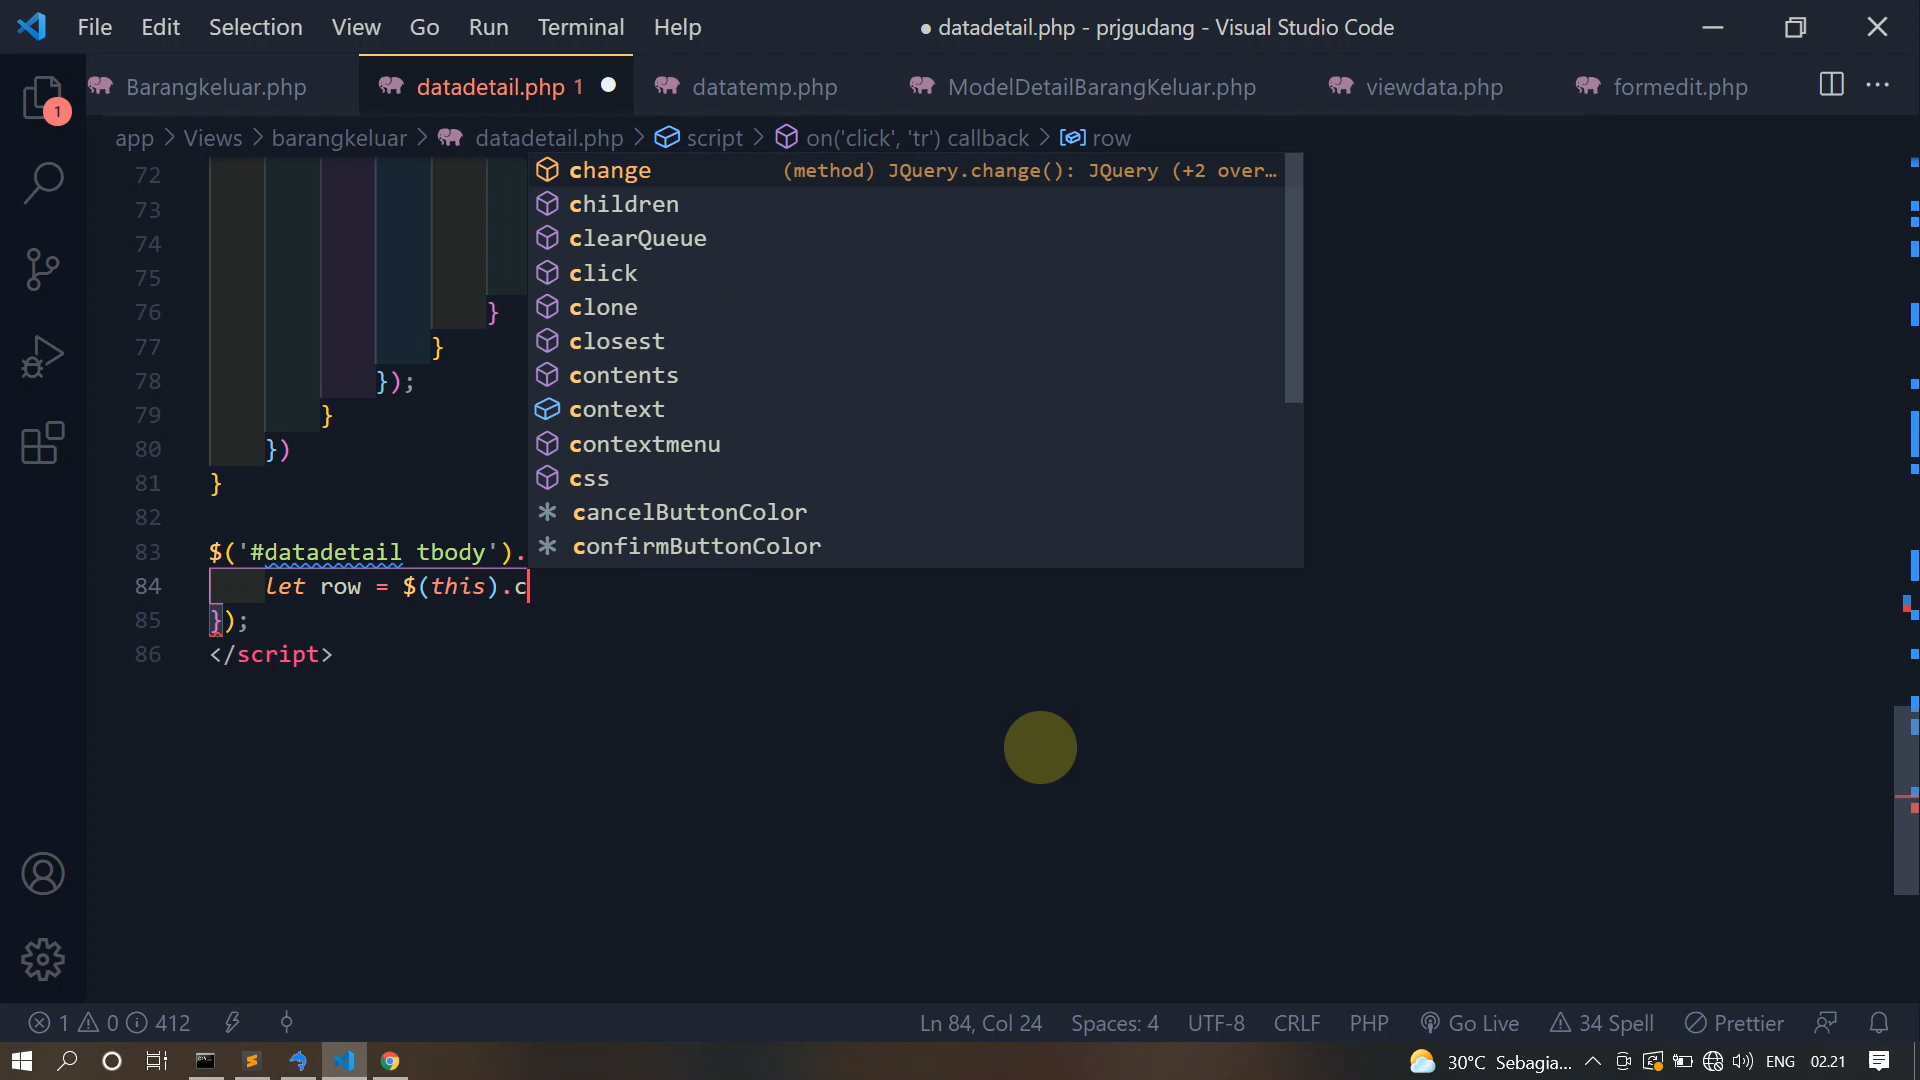 File Edit Selection View Go Run Terminal Help ● datadetail.php - prjgudang - Visual Studio Code
Barangkeluar.php datadetail.php 1 datatemp.php ModelDetailBarangKeluar.php viewdata.php formedit.php
1
app > Views > barangkeluar > datadetail.php > script > on('click', 'tr') callback > row
72
73
74
75
76 }
77 }
78 });
79 }
80 })
81 }
82
83 $('#datadetail tbody').
84 let row = $(this).c
85 });
86 </script>
change (method) JQuery.change(): JQuery (+2 over…
children
clearQueue
click
clone
closest
contents
context
contextmenu
css
cancelButtonColor
confirmButtonColor
1 0 412 Ln 84, Col 24 Spaces: 4 UTF-8 CRLF PHP Go Live 34 Spell Prettier
30°C Sebagia... ENG 02.21